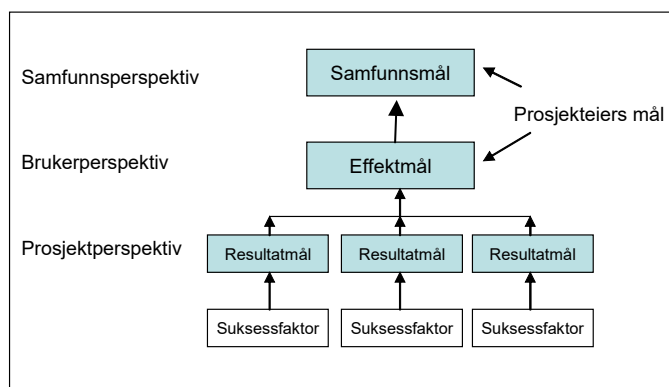 Samfunnsperspektiv
Samfunnsmål
Prosjekteiers mål
Brukerperspektiv
Effektmål
Prosjektperspektiv
Resultatmål
Resultatmål
Resultatmål
Suksessfaktor
Suksessfaktor
Suksessfaktor